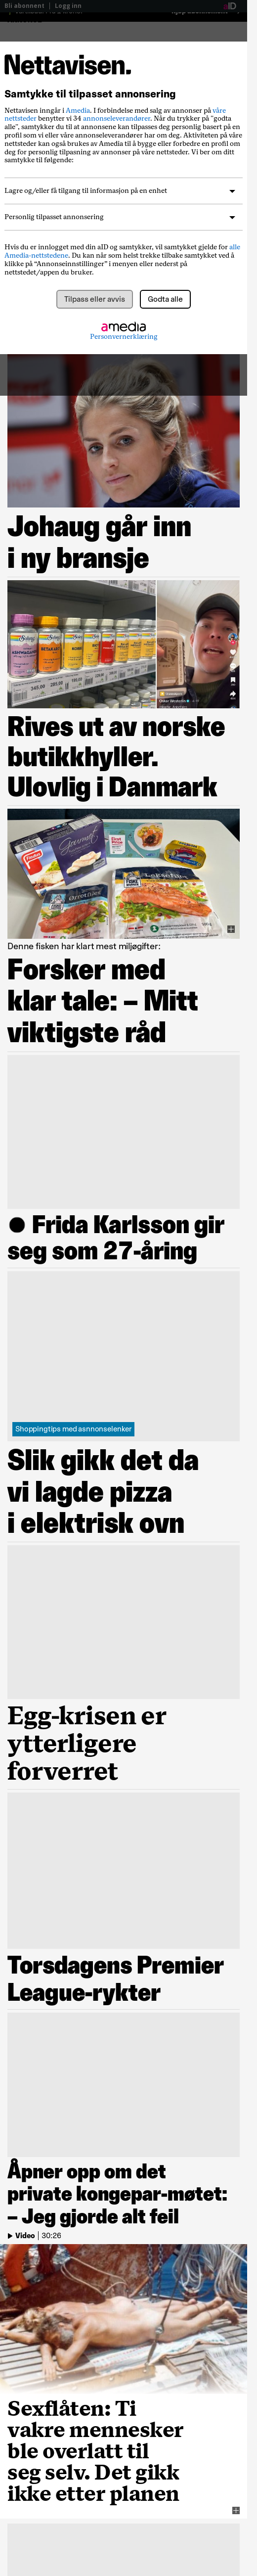 Bli abonnent | Logg inn
Nettavisen.
Samtykke til tilpasset annonsering
Nettavisen inngår i Amedia. I forbindelse med salg av annonser på våre
nettsteder benytter vi 34 annonseleverandører. Når du trykker på "godta
alle", samtykker du til at annonsene kan tilpasses deg personlig basert på en
profil som vi eller våre annonseleverandører har om deg. Aktiviteten på våre
nettsteder kan også brukes av Amedia til å bygge og forbedre en profil om
deg for personlig tilpasning av annonser på våre nettsteder. Vi ber om ditt
samtykke til følgende:
Lagre og/eller få tilgang til informasjon på en enhet
Personlig tilpasset annonsering
Hvis du er innlogget med din aID og samtykker, vil samtykket gjelde for alle
Amedia-nettstedene. Du kan når som helst trekke tilbake samtykket ved å
klikke på “Annonseinnstillinger” i menyen eller nederst på
nettstedet/appen du bruker.
Tilpass eller avvis
Godta alle
amedia
Personvernerklæring
Johaug går inn
i ny bransje
Rives ut av norske
butikkhyller.
Ulovlig i Danmark
Denne fisken har klart mest miljøgifter:
Forsker med
klar tale: – Mitt
viktigste råd
● Frida Karlsson gir
seg som 27-åring
Shoppingtips med asnnonselenker
Slik gikk det da
vi lagde pizza
i elektrisk ovn
Egg-krisen er
ytterligere
forverret
Torsdagens Premier
League-rykter
Åpner opp om det
private kongepar-møtet:
– Jeg gjorde alt feil
Video | 30:26
Sexflåten: Ti
vakre mennesker
ble overlatt til
seg selv. Det gikk
ikke etter planen